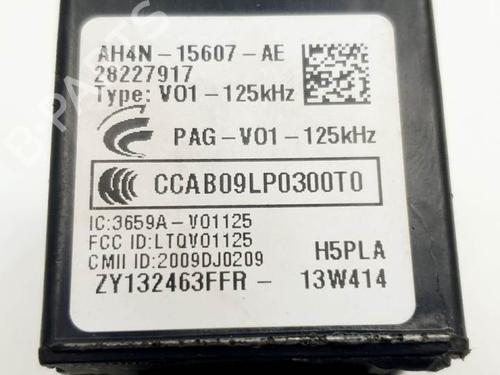 AH4N-15607-AE
28227917
Type: V01-125kHz
PAG-V01-125kHz
CCAB09LP0300T0
IC:3659A-V01125
FCC ID:LTQV01125
CMII ID:2009DJ0209
H5PLA
ZY132463FFR- 13W414
B-PARTS